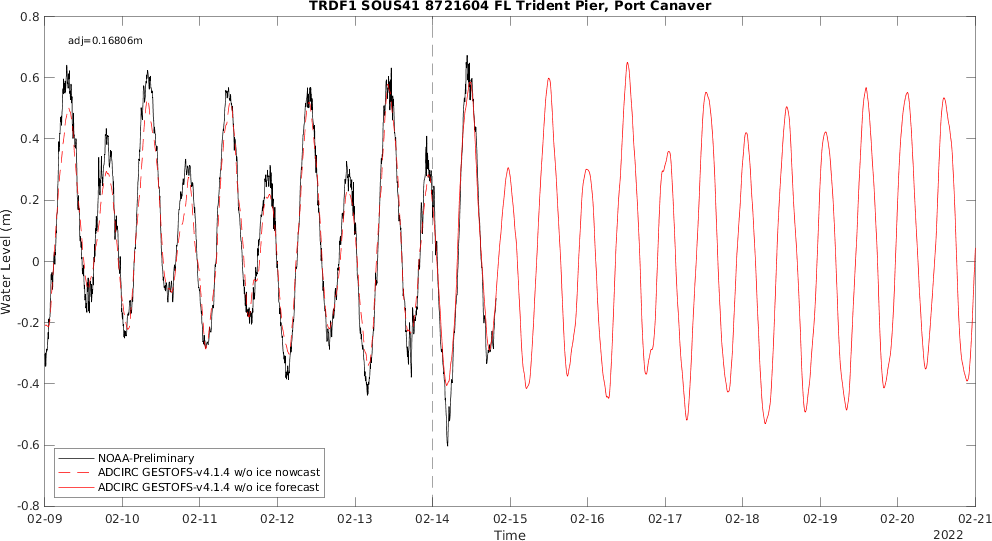 TRDF1 SOUS41 8721604 FL Trident Pier, Port Canaver
adj=0.16806m
0.8
0.6
0.4
0.2
0
-0.2
-0.4
-0.6
-0.8
Water Level (m)
NOAA-Preliminary
ADCIRC GESTOFS-v4.1.4 w/o ice nowcast
ADCIRC GESTOFS-v4.1.4 w/o ice forecast
02-09 02-10 02-11 02-12 02-13 02-14 02-15 02-16 02-17 02-18 02-19 02-20 02-21
Time
2022